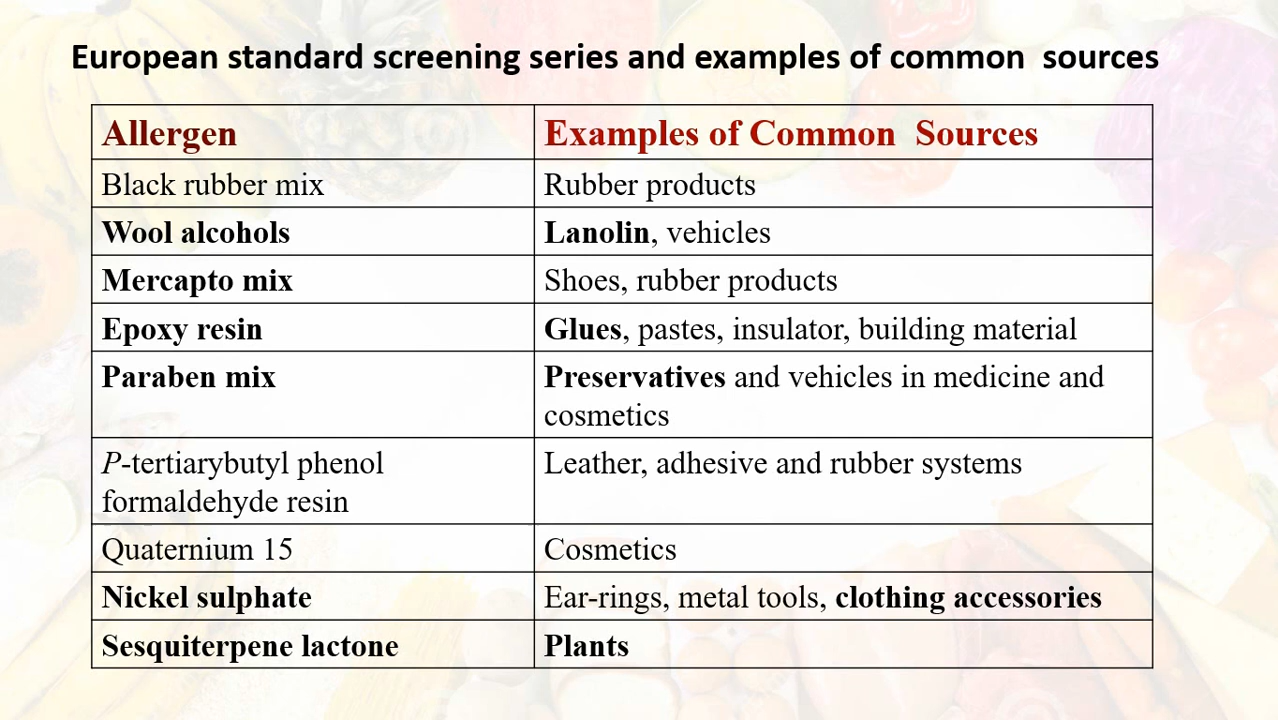 European standard screening series and examples of common  sources
Allergen
Examples of Common  Sources
Black rubber mix
Rubber products
Wool alcohols
Lanolin, vehicles
Mercapto mix
Shoes, rubber products
Epoxy resin
Glues, pastes, insulator, building material
Paraben mix
Preservatives and vehicles in medicine and
cosmetics
P-tertiarybutyl phenol
formaldehyde resin
Leather, adhesive and rubber systems
Quaternium 15
Cosmetics
Nickel sulphate
Ear-rings, metal tools, clothing accessories
Sesquiterpene lactone
Plants